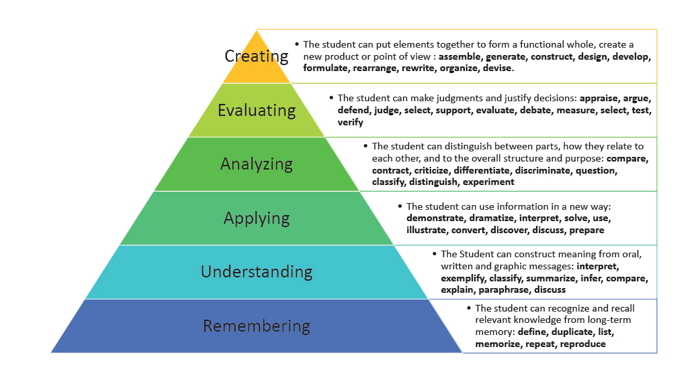 Creating
• The student can put elements together to form a functional whole, create a
new product or point of view : assemble, generate, construct, design, develop,
formulate, rearrange, rewrite, organize, devise.
Evaluating
• The student can make judgments and justify decisions: appraise, argue,
defend, judge, select, support, evaluate, debate, measure, select, test,
verify
Analyzing
• The student can distinguish between parts, how they relate to
each other, and to the overall structure and purpose: compare,
contract, criticize, differentiate, discriminate, question,
classify, distinguish, experiment
Applying
• The student can use information in a new way:
demonstrate, dramatize, interpret, solve, use,
illustrate, convert, discover, discuss, prepare
Understanding
• The Student can construct meaning from oral,
written and graphic messages: interpret,
exemplify, classify, summarize, infer, compare,
explain, paraphrase, discuss
Remembering
• The student can recognize and recall
relevant knowledge from long-term
memory: define, duplicate, list,
memorize, repeat, reproduce